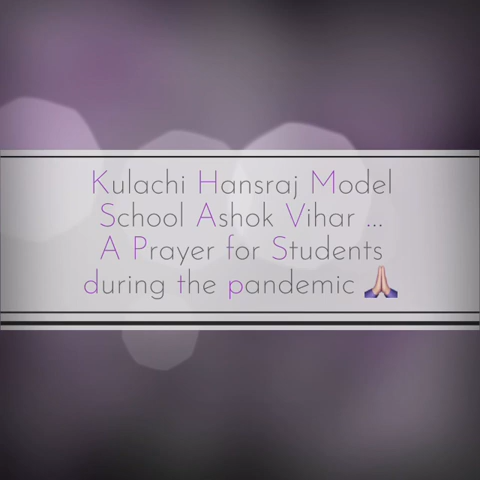 Kulachi Hansraj Model
School Ashok Vihar ...
A Prayer for Students
during the pandemic 🙏